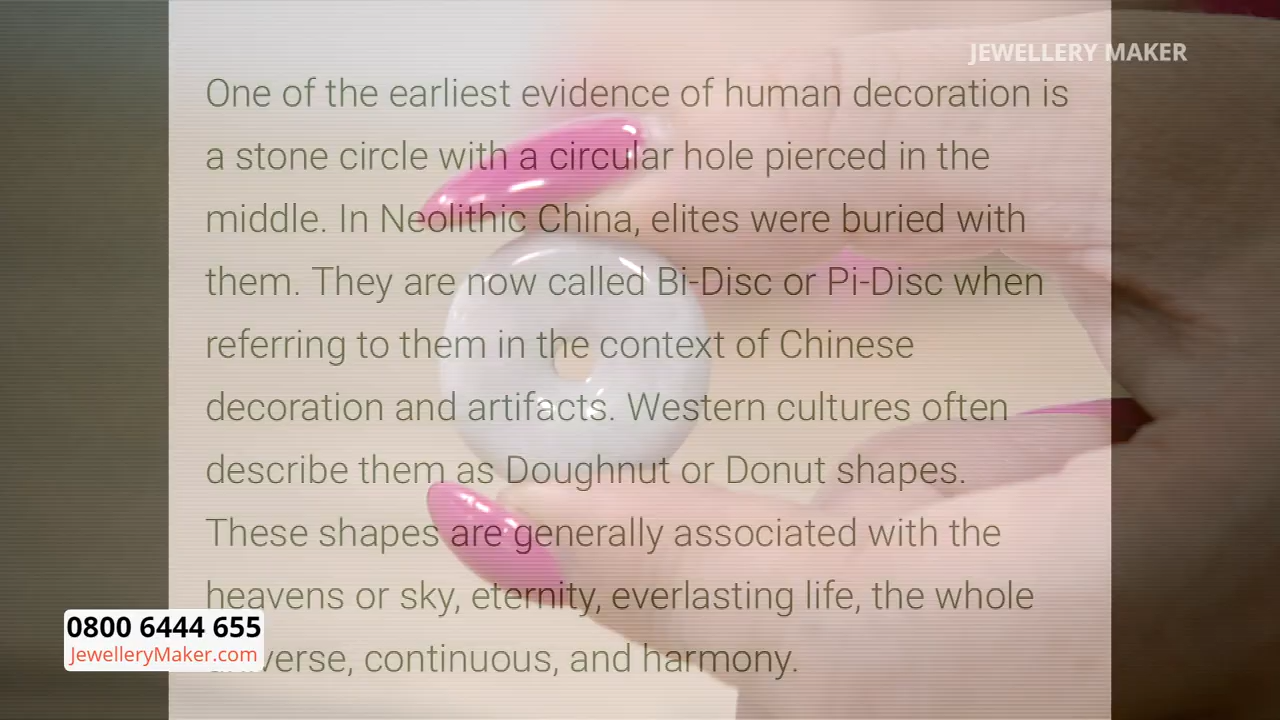 JEWELLERY MAKER
One of the earliest evidence of human decoration is
a stone circle with a circular hole pierced in the
middle. In Neolithic China, elites were buried with
them. They are now called Bi-Disc or Pi-Disc when
referring to them in the context of Chinese
decoration and artifacts. Western cultures often
describe them as Doughnut or Donut shapes.
These shapes are generally associated with the
heavens or sky, eternity, everlasting life, the whole
continuous, and harmony.
0800 6444 655
JewelleryMaker.com